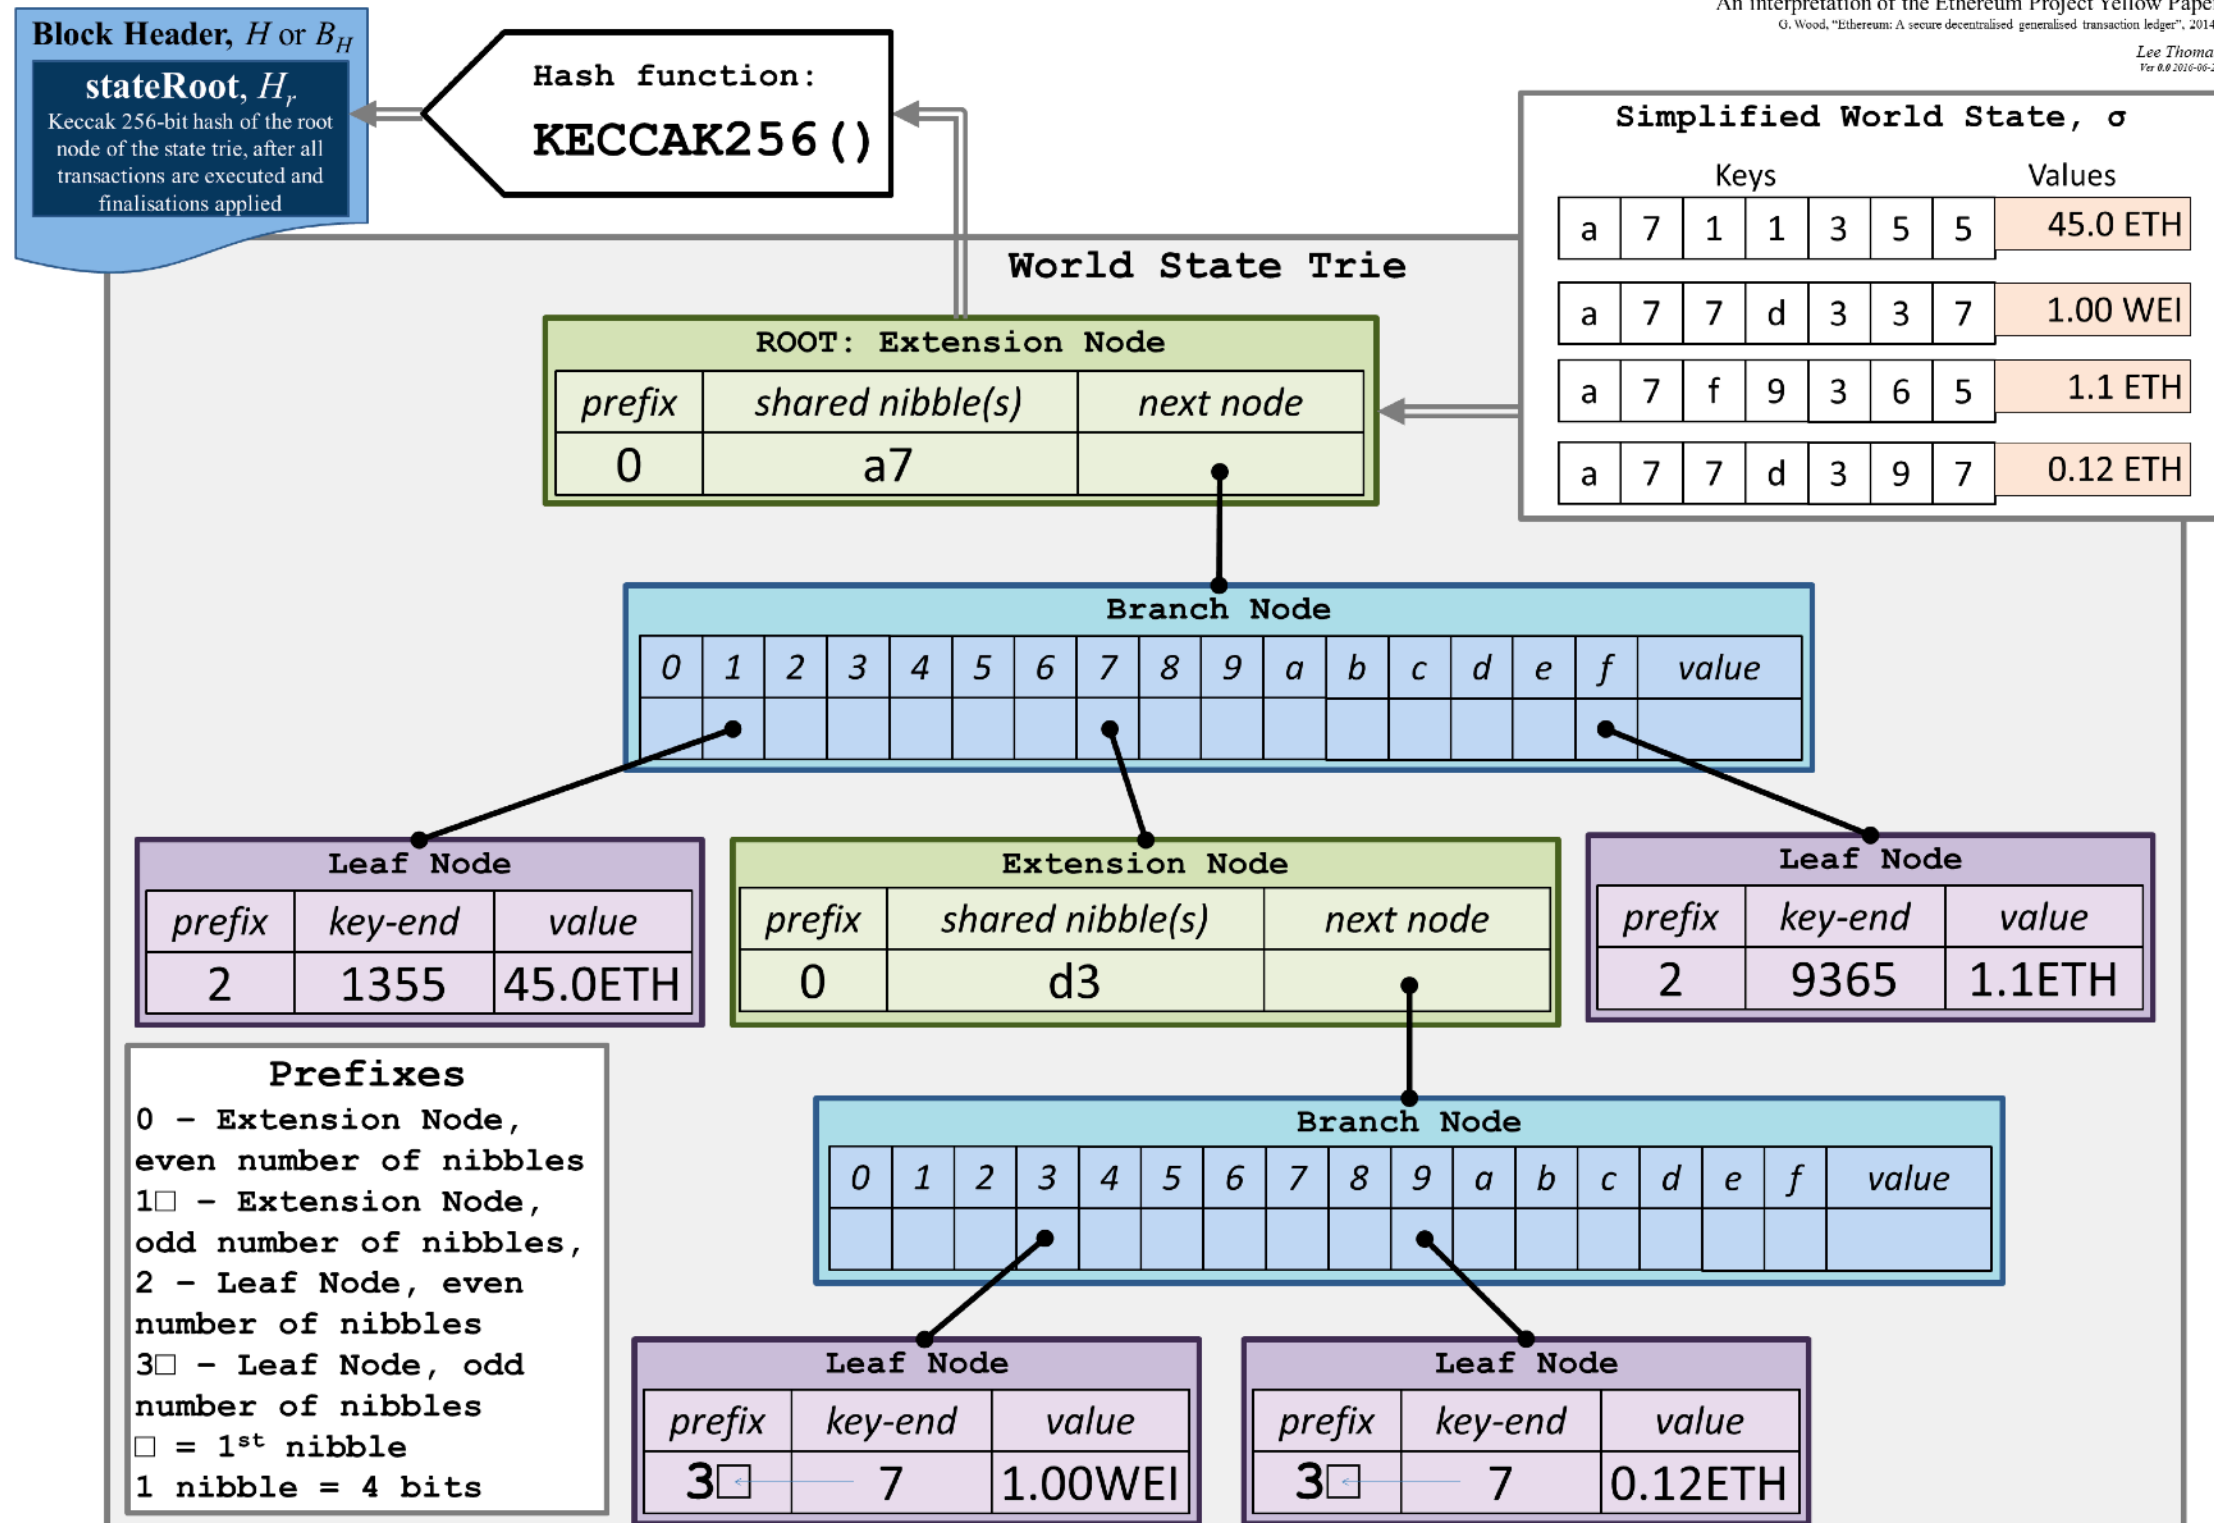 An interpretation of the Ethereum Project Yellow Paper
G. Wood, "Ethereum: A secure decentralised generalised transaction ledger", 2014
Lee Thoma
Ver 0.0 2016-06-2
Block Header, H or B_H
stateRoot, H_r
Keccak 256-bit hash of the root
node of the state trie, after all
transactions are executed and
finalisations applied
Hash function:
KECCAK256()
Simplified World State, σ
Keys Values
a 7 1 1 3 5 5 45.0 ETH
a 7 7 d 3 3 7 1.00 WEI
a 7 f 9 3 6 5 1.1 ETH
a 7 7 d 3 9 7 0.12 ETH
World State Trie
ROOT: Extension Node
prefix shared nibble(s) next node
0 a7
Branch Node
0 1 2 3 4 5 6 7 8 9 a b c d e f value
Leaf Node
prefix key-end value
2 1355 45.0ETH
Extension Node
prefix shared nibble(s) next node
0 d3
Leaf Node
prefix key-end value
2 9365 1.1ETH
Prefixes
0 – Extension Node,
even number of nibbles
1□ – Extension Node,
odd number of nibbles,
2 – Leaf Node, even
number of nibbles
3□ – Leaf Node, odd
number of nibbles
□ = 1st nibble
1 nibble = 4 bits
Branch Node
0 1 2 3 4 5 6 7 8 9 a b c d e f value
Leaf Node
prefix key-end value
3□ 7 1.00WEI
Leaf Node
prefix key-end value
3□ 7 0.12ETH